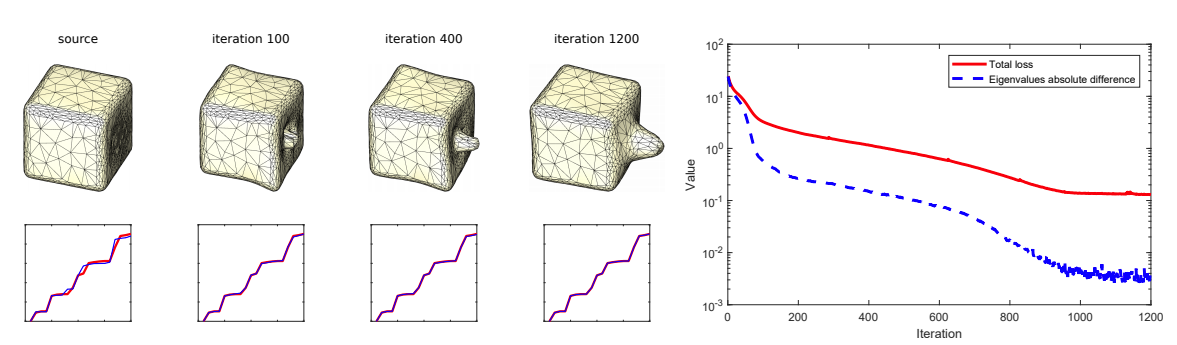 source
iteration 100
iteration 400
iteration 1200
10^2
10^1
10^0
10^-1
10^-2
10^-3
Value
Total loss
Eigenvalues absolute difference
0
200
400
600
800
1000
1200
Iteration